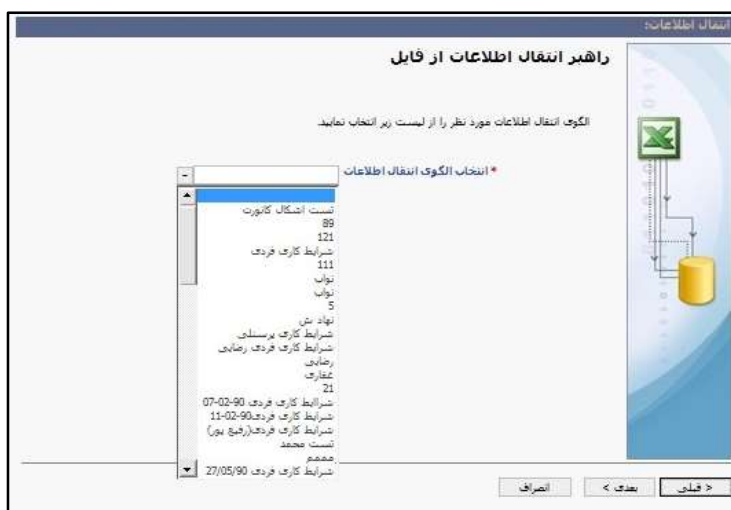 انتقال اطلاعات:
راهبر انتقال اطلاعات از فایل
الگوی انتقال اطلاعات مورد نظر را از لیست زیر انتخاب نمایید.
* انتخاب الگوی انتقال اطلاعات
تست اشکال کانورت
89
121
شرایط کاری فردی
111
نواب
نواب
5
نهاد ش
شرایط کاری پرسنلی
شرایط کاری فردی رضایی
رضایی
غفاری
21
شراایط کاری فردی 90-02-07
شرایط کاری فردی90-02-11
شرایط کاری فردی(رفیع پور)
تست محمد
مممم
شرایط کاری فردی 27/05/90
< قبلی
بعدی >
انصراف